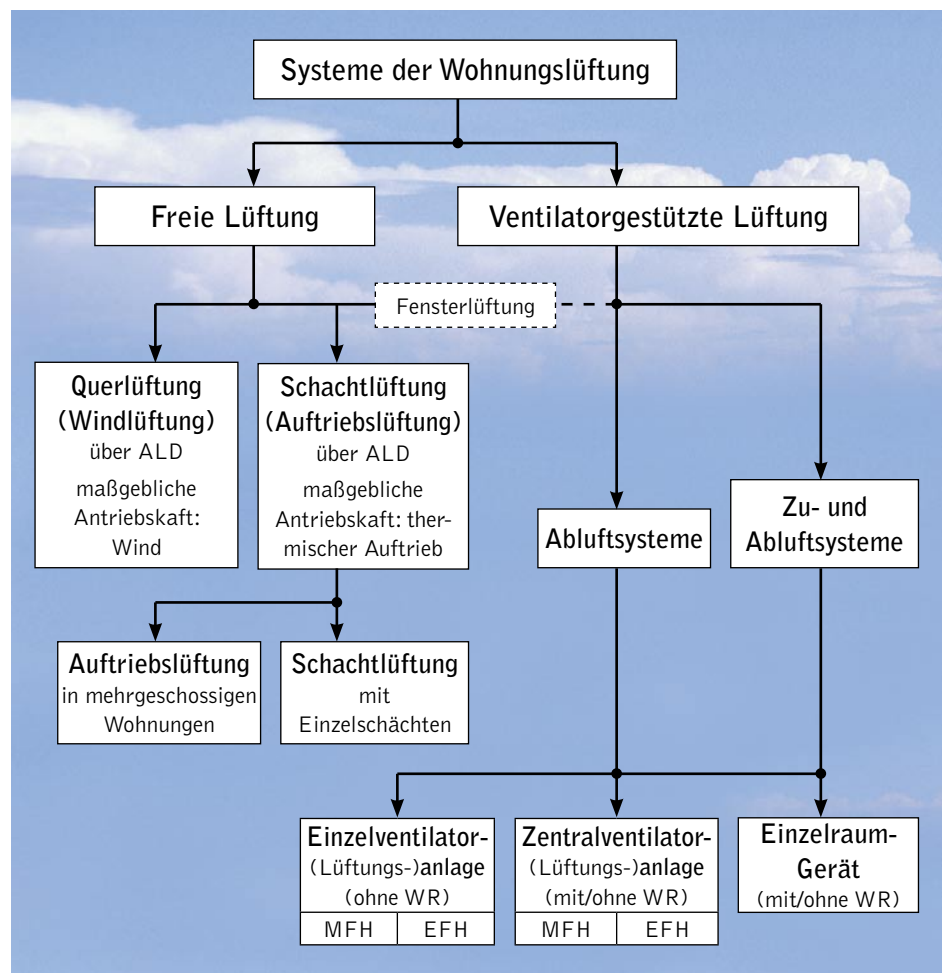 Systeme der Wohnungslüftung
Freie Lüftung
Ventilatorgestützte Lüftung
Fensterlüftung
Querlüftung
(Windlüftung)
über ALD
maßgebliche
Antriebskaft:
Wind
Schachtlüftung
(Auftriebslüftung)
über ALD
maßgebliche
Antriebskaft: ther-
mischer Auftrieb
Abluftsysteme
Zu- und
Abluftsysteme
Auftriebslüftung
in mehrgeschossigen
Wohnungen
Schachtlüftung
mit
Einzelschächten
Einzelventilator-
(Lüftungs-)anlage
(ohne WR)
MFH EFH
Zentralventilator-
(Lüftungs-)anlage
(mit/ohne WR)
MFH EFH
Einzelraum-
Gerät
(mit/ohne WR)